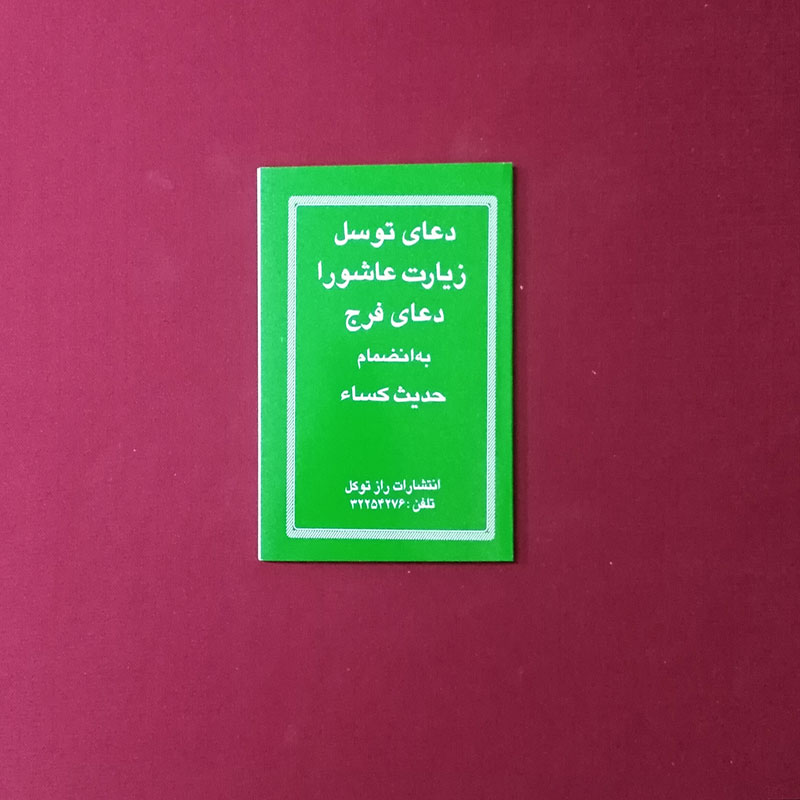 دعای توسل
زیارت عاشورا
دعای فرج
به انضمام
حدیث کساء
انتشارات راز توکل
تلفن: ۳۲۲۵۴۲۷۶